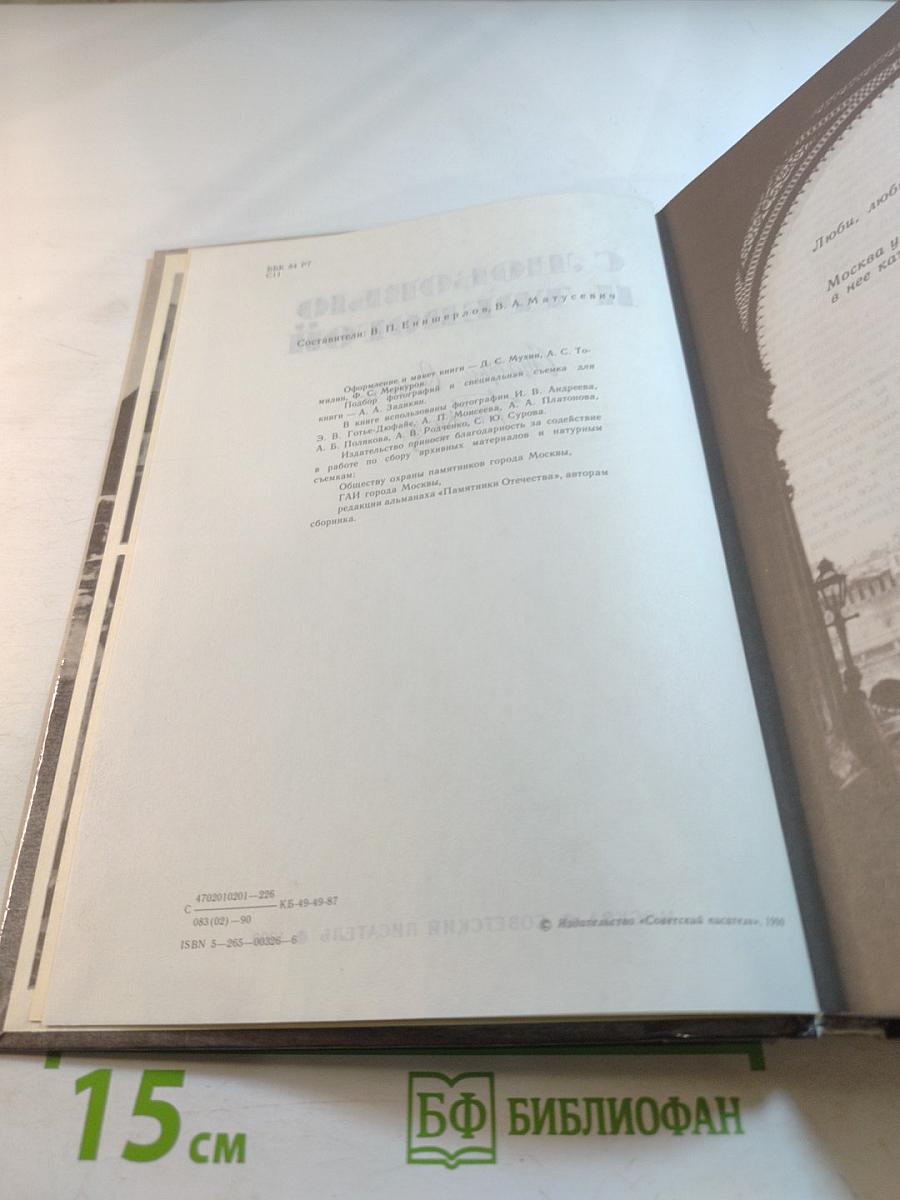 ББК 84 Р7
С11
Составители: В. П. Енишерлов, В. А. Матусевич
Оформление и макет книги — Д. С. Мухин, А. С. То-
милин, Ф. С. Меркуров.
Подбор фотографий и специальная съемка для
книги — А. А. Задикян.
В книге использованы фотографии И. В. Андреева,
Э. В. Готье-Дюфайе, А. П. Моисеева, А. А. Платонова,
А. Б. Полякова, А. В. Родченко, С. Ю. Сурова.
Издательство приносит благодарность за содействие
в работе по сбору архивных материалов и натурным
съемкам:
Обществу охраны памятников города Москвы,
ГАИ города Москвы,
редакции альманаха «Памятники Отечества», авторам
сборника.
С 4702010201—226
083(02)—90
КБ-49-49-87
ISBN 5—265—00326—6
© Издательство «Советский писатель», 1990
Люби,
Москва
в нее
15 см
БФ БИБЛИОФАН